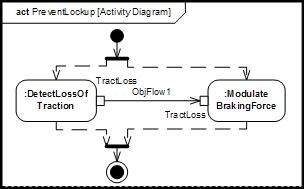 act PreventLockup [Activity Diagram]
TractLoss
:DetectLossOf
Traction
ObjFlow1
:Modulate
BrakingForce
TractLoss